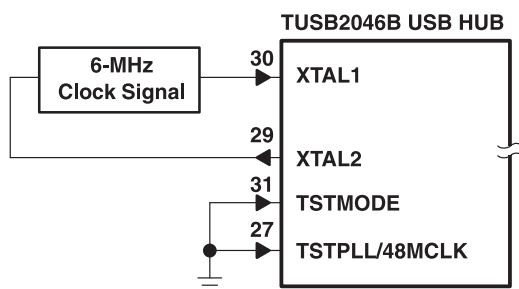 TUSB2046B USB HUB
6-MHz
Clock Signal
30
XTAL1
29
XTAL2
31
TSTMODE
27
TSTPLL/48MCLK